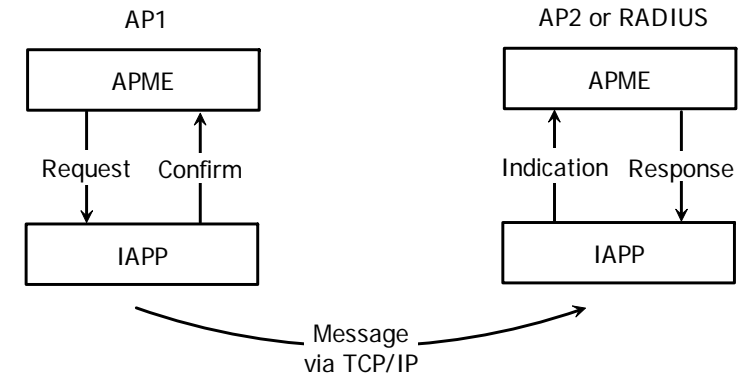 AP1
AP2 or RADIUS
APME
APME
Request
Confirm
Indication
Response
IAPP
IAPP
Message
via TCP/IP